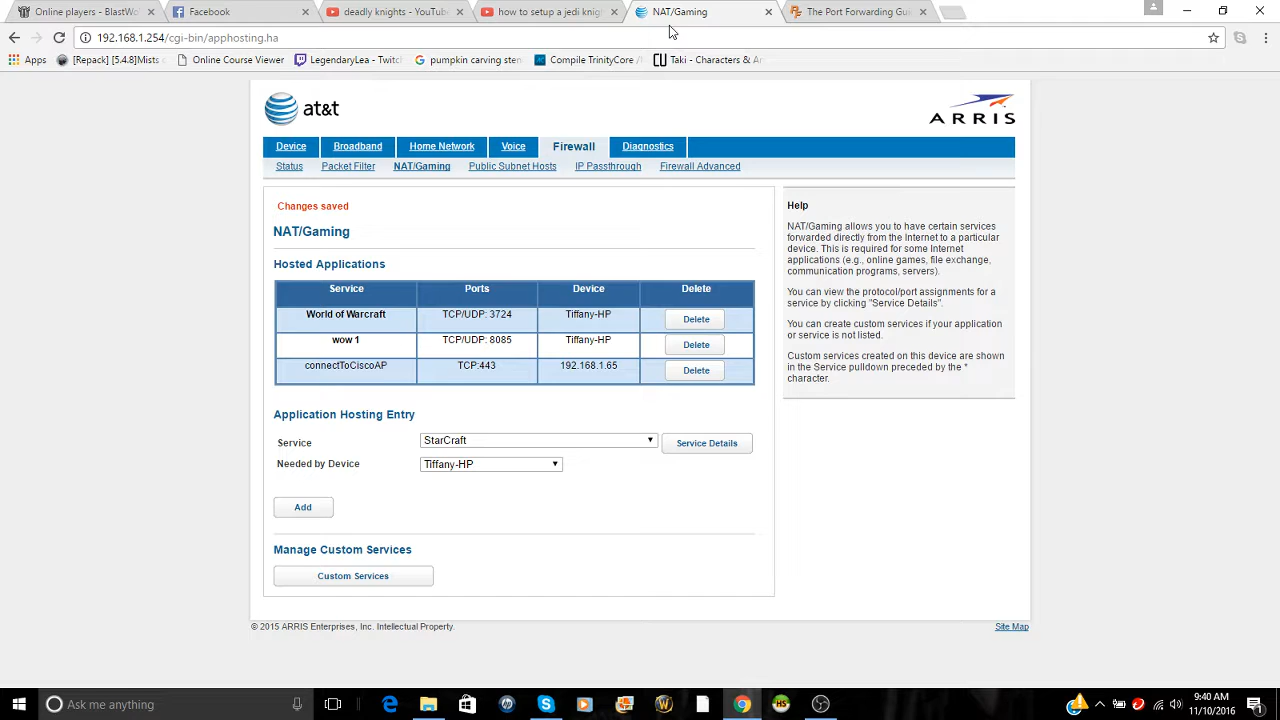 Online players - BlastWo
Facebook
deadly knights - YouTube
how to setup a jedi knigh
NAT/Gaming
The Port Forwarding Gui
192.168.1.254/cgi-bin/apphosting.ha
Apps
[Repack] [5.4.8]Mists o
Online Course Viewer
LegendaryLea - Twitch
pumpkin carving sten
Compile TrinityCore /
Taki - Characters & Ar
at&t
ARRIS
Device
Broadband
Home Network
Voice
Firewall
Diagnostics
Status
Packet Filter
NAT/Gaming
Public Subnet Hosts
IP Passthrough
Firewall Advanced
Changes saved
NAT/Gaming
Hosted Applications
Service Ports Device Delete
World of Warcraft TCP/UDP: 3724 Tiffany-HP Delete
wow 1 TCP/UDP: 8085 Tiffany-HP Delete
connectToCiscoAP TCP:443 192.168.1.65 Delete
Application Hosting Entry
Service StarCraft Service Details
Needed by Device Tiffany-HP
Add
Manage Custom Services
Custom Services
Help
NAT/Gaming allows you to have certain services
forwarded directly from the Internet to a particular
device. This is required for some Internet
applications (e.g., online games, file exchange,
communication programs, servers).
You can view the protocol/port assignments for a
service by clicking "Service Details".
You can create custom services if your application
or service is not listed.
Custom services created on this device are shown
in the Service pulldown preceded by the *
character.
© 2015 ARRIS Enterprises, Inc. Intellectual Property.
Site Map
Ask me anything
9:40 AM
11/10/2016